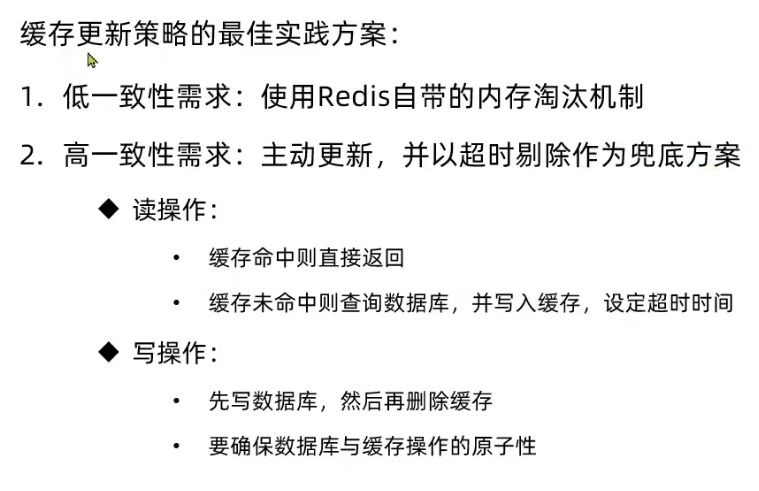 缓存更新策略的最佳实践方案：
1. 低一致性需求：使用Redis自带的内存淘汰机制
2. 高一致性需求：主动更新，并以超时剔除作为兜底方案
◆ 读操作：
• 缓存命中则直接返回
• 缓存未命中则查询数据库，并写入缓存，设定超时时间
◆ 写操作：
• 先写数据库，然后再删除缓存
• 要确保数据库与缓存操作的原子性